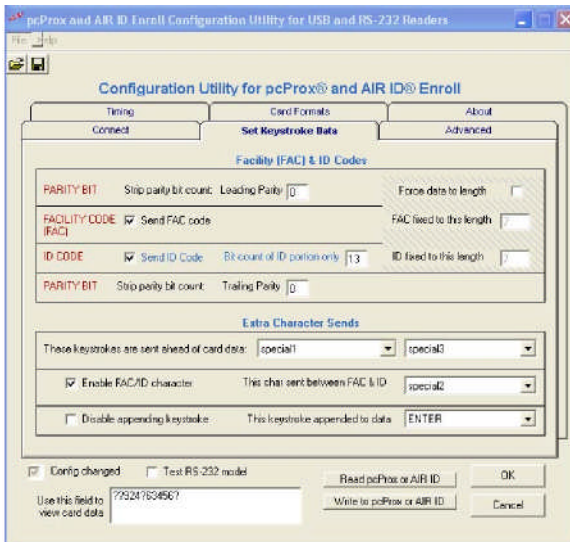 pcProx and AIR ID Enroll Configuration Utility for USB and RS-232 Readers
File Help
Configuration Utility for pcProx® and AIR ID® Enroll
Timing Card Formats About
Connect Set Keystroke Data Advanced
Facility (FAC) & ID Codes
PARITY BIT Strip parity bit count: Leading Parity 0 Force data to length
FACILITY CODE (FAC) Send FAC code FAC fixed to this length
ID CODE Send ID Code Bit count of ID portion only 13 ID fixed to this length
PARITY BIT Strip parity bit count: Trailing Parity 0
Extra Character Sends
These keystrokes are sent ahead of card data: special1 special3
Enable FAC/ID character This char sent between FAC & ID special2
Disable appending keystroke This keystroke appended to data ENTER
Config changed Test RS-232 model Read pcProx or AIR ID OK
Use this field to view card data ??924?63456? Write to pcProx or AIR ID Cancel